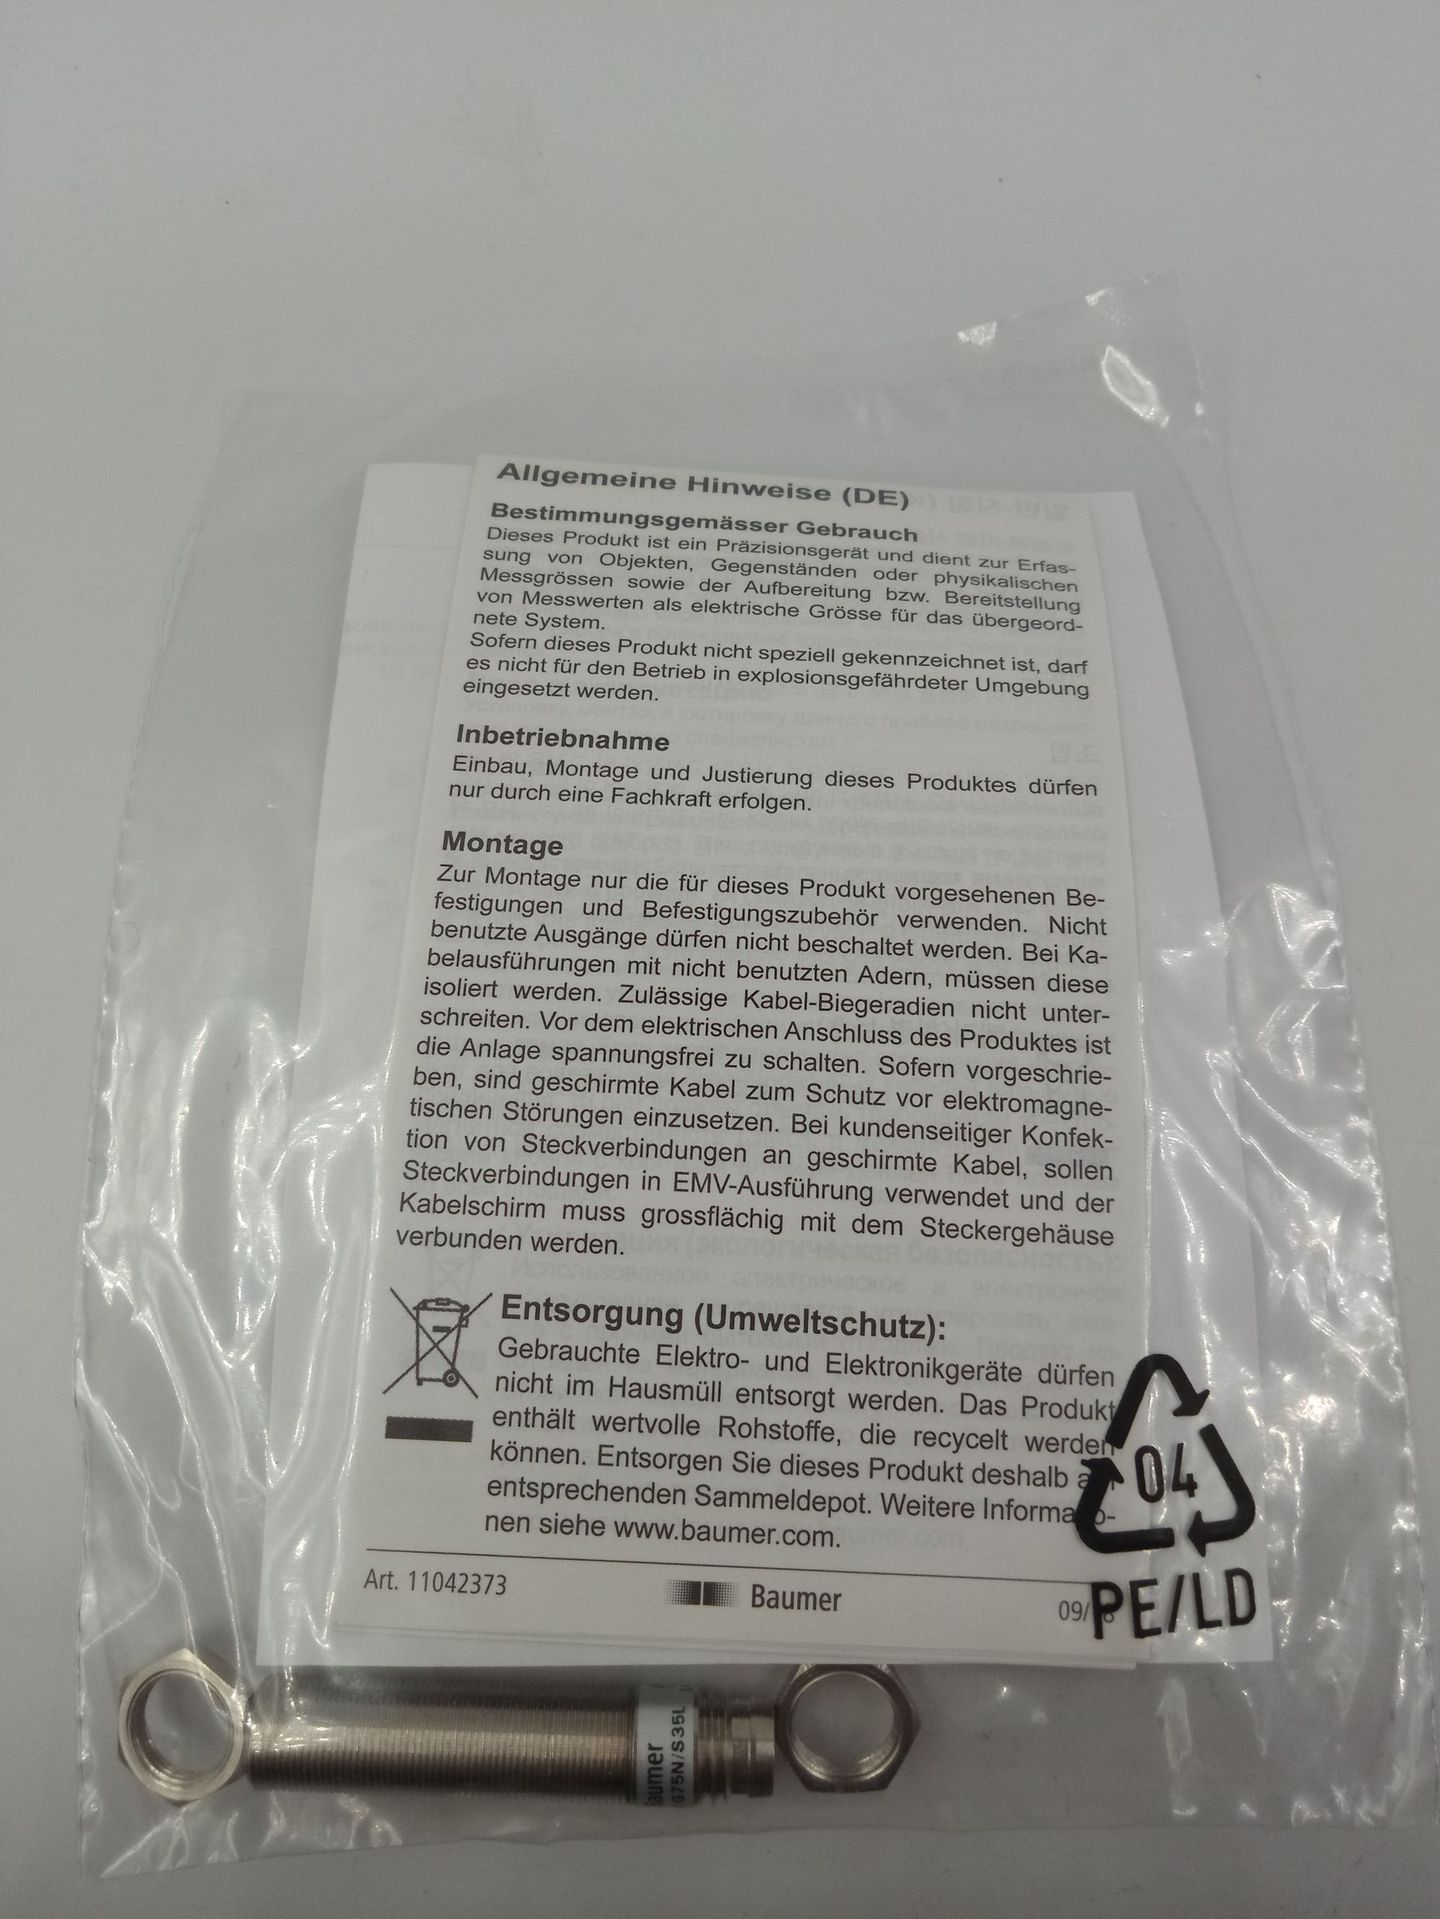 Allgemeine Hinweise (DE)
Bestimmungsgemässer Gebrauch
Dieses Produkt ist ein Präzisionsgerät und dient zur Erfas-
sung von Objekten, Gegenständen oder physikalischen
Messgrössen sowie der Aufbereitung bzw. Bereitstellung
von Messwerten als elektrische Grösse für das übergeord-
nete System.
Sofern dieses Produkt nicht speziell gekennzeichnet ist, darf
es nicht für den Betrieb in explosionsgefährdeter Umgebung
eingesetzt werden.
Inbetriebnahme
Einbau, Montage und Justierung dieses Produktes dürfen
nur durch eine Fachkraft erfolgen.
Montage
Zur Montage nur die für dieses Produkt vorgesehenen Be-
festigungen und Befestigungszubehör verwenden. Nicht
benutzte Ausgänge dürfen nicht beschaltet werden. Bei Ka-
belausführungen mit nicht benutzten Adern, müssen diese
isoliert werden. Zulässige Kabel-Biegeradien nicht unter-
schreiten. Vor dem elektrischen Anschluss des Produktes ist
die Anlage spannungsfrei zu schalten. Sofern vorgeschrie-
ben, sind geschirmte Kabel zum Schutz vor elektromagne-
tischen Störungen einzusetzen. Bei kundenseitiger Konfek-
tion von Steckverbindungen an geschirmte Kabel, sollen
Steckverbindungen in EMV-Ausführung verwendet und der
Kabelschirm muss grossflächig mit dem Steckergehäuse
verbunden werden.
Entsorgung (Umweltschutz):
Gebrauchte Elektro- und Elektronikgeräte dürfen
nicht im Hausmüll entsorgt werden. Das Produkt
enthält wertvolle Rohstoffe, die recycelt werden
können. Entsorgen Sie dieses Produkt deshalb
entsprechenden Sammeldepot. Weitere Informatio-
nen siehe www.baumer.com.
Art. 11042373
Baumer
09/
04
PE/LD
Baumer
G75N/S35L